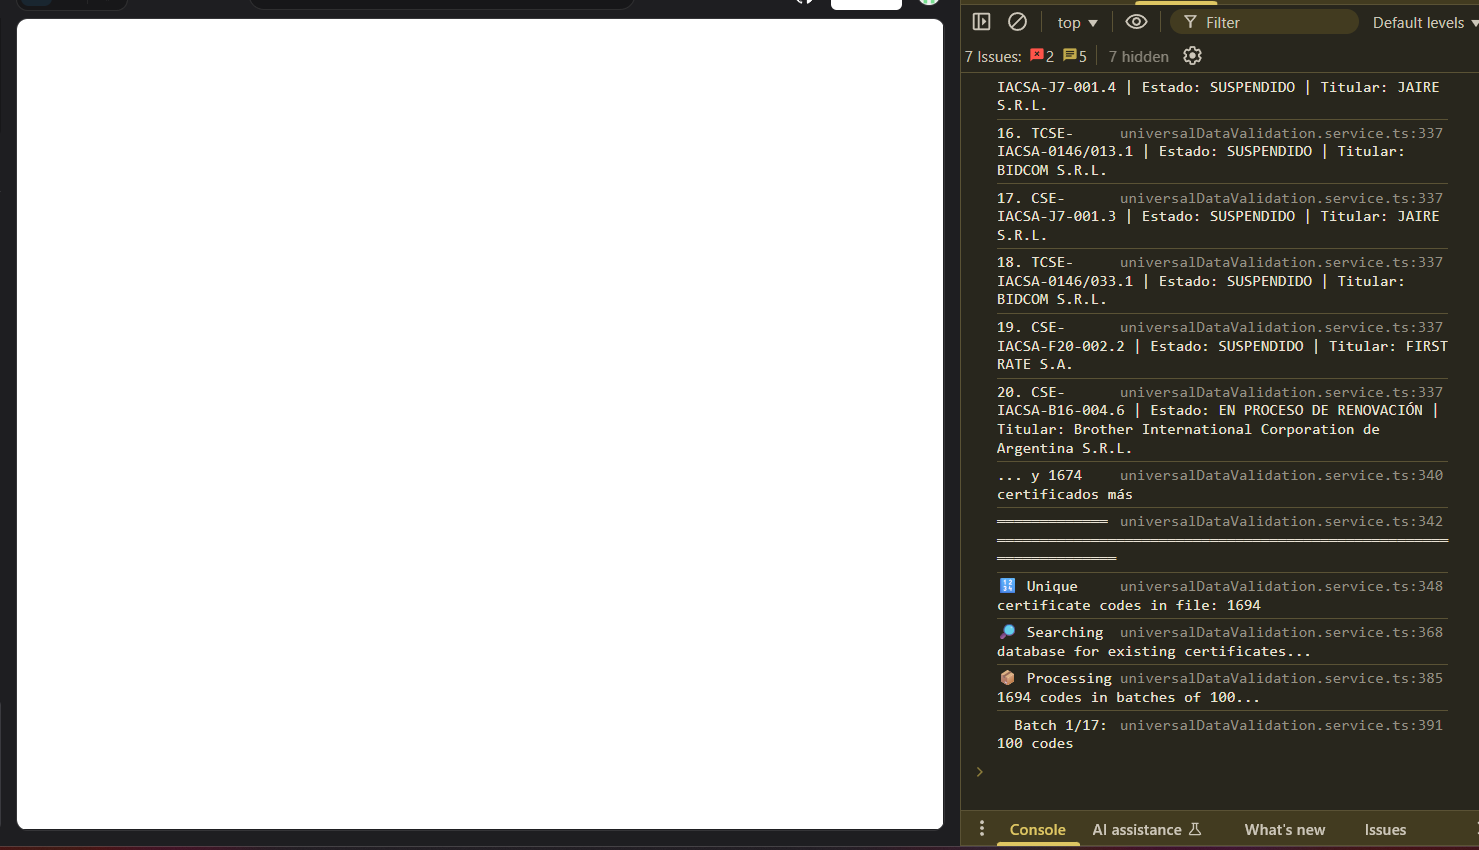 top ▼ Filter Default levels ▼
7 Issues: 2 5 7 hidden
IACSA-J7-001.4 | Estado: SUSPENDIDO | Titular: JAIRE
S.R.L.
16. TCSE- universalDataValidation.service.ts:337
IACSA-0146/013.1 | Estado: SUSPENDIDO | Titular:
BIDCOM S.R.L.
17. CSE- universalDataValidation.service.ts:337
IACSA-J7-001.3 | Estado: SUSPENDIDO | Titular: JAIRE
S.R.L.
18. TCSE- universalDataValidation.service.ts:337
IACSA-0146/033.1 | Estado: SUSPENDIDO | Titular:
BIDCOM S.R.L.
19. CSE- universalDataValidation.service.ts:337
IACSA-F20-002.2 | Estado: SUSPENDIDO | Titular: FIRST
RATE S.A.
20. CSE- universalDataValidation.service.ts:337
IACSA-B16-004.6 | Estado: EN PROCESO DE RENOVACIÓN |
Titular: Brother International Corporation de
Argentina S.R.L.
... y 1674 universalDataValidation.service.ts:340
certificados más
═════════════ universalDataValidation.service.ts:342
═════════════════════════════════════════════════════
══════════════
🔢 Unique universalDataValidation.service.ts:348
certificate codes in file: 1694
🔎 Searching universalDataValidation.service.ts:368
database for existing certificates...
📦 Processing universalDataValidation.service.ts:385
1694 codes in batches of 100...
Batch 1/17: universalDataValidation.service.ts:391
100 codes
›
Console AI assistance What's new Issues